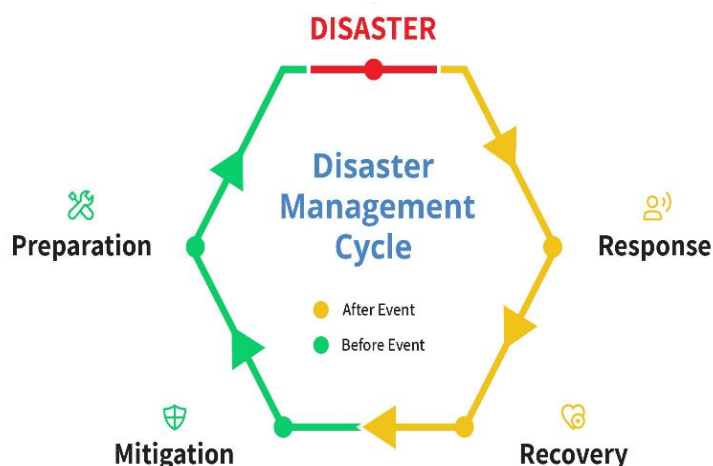 DISASTER
Disaster
Management
Cycle
Preparation
Response
After Event
Before Event
Mitigation
Recovery